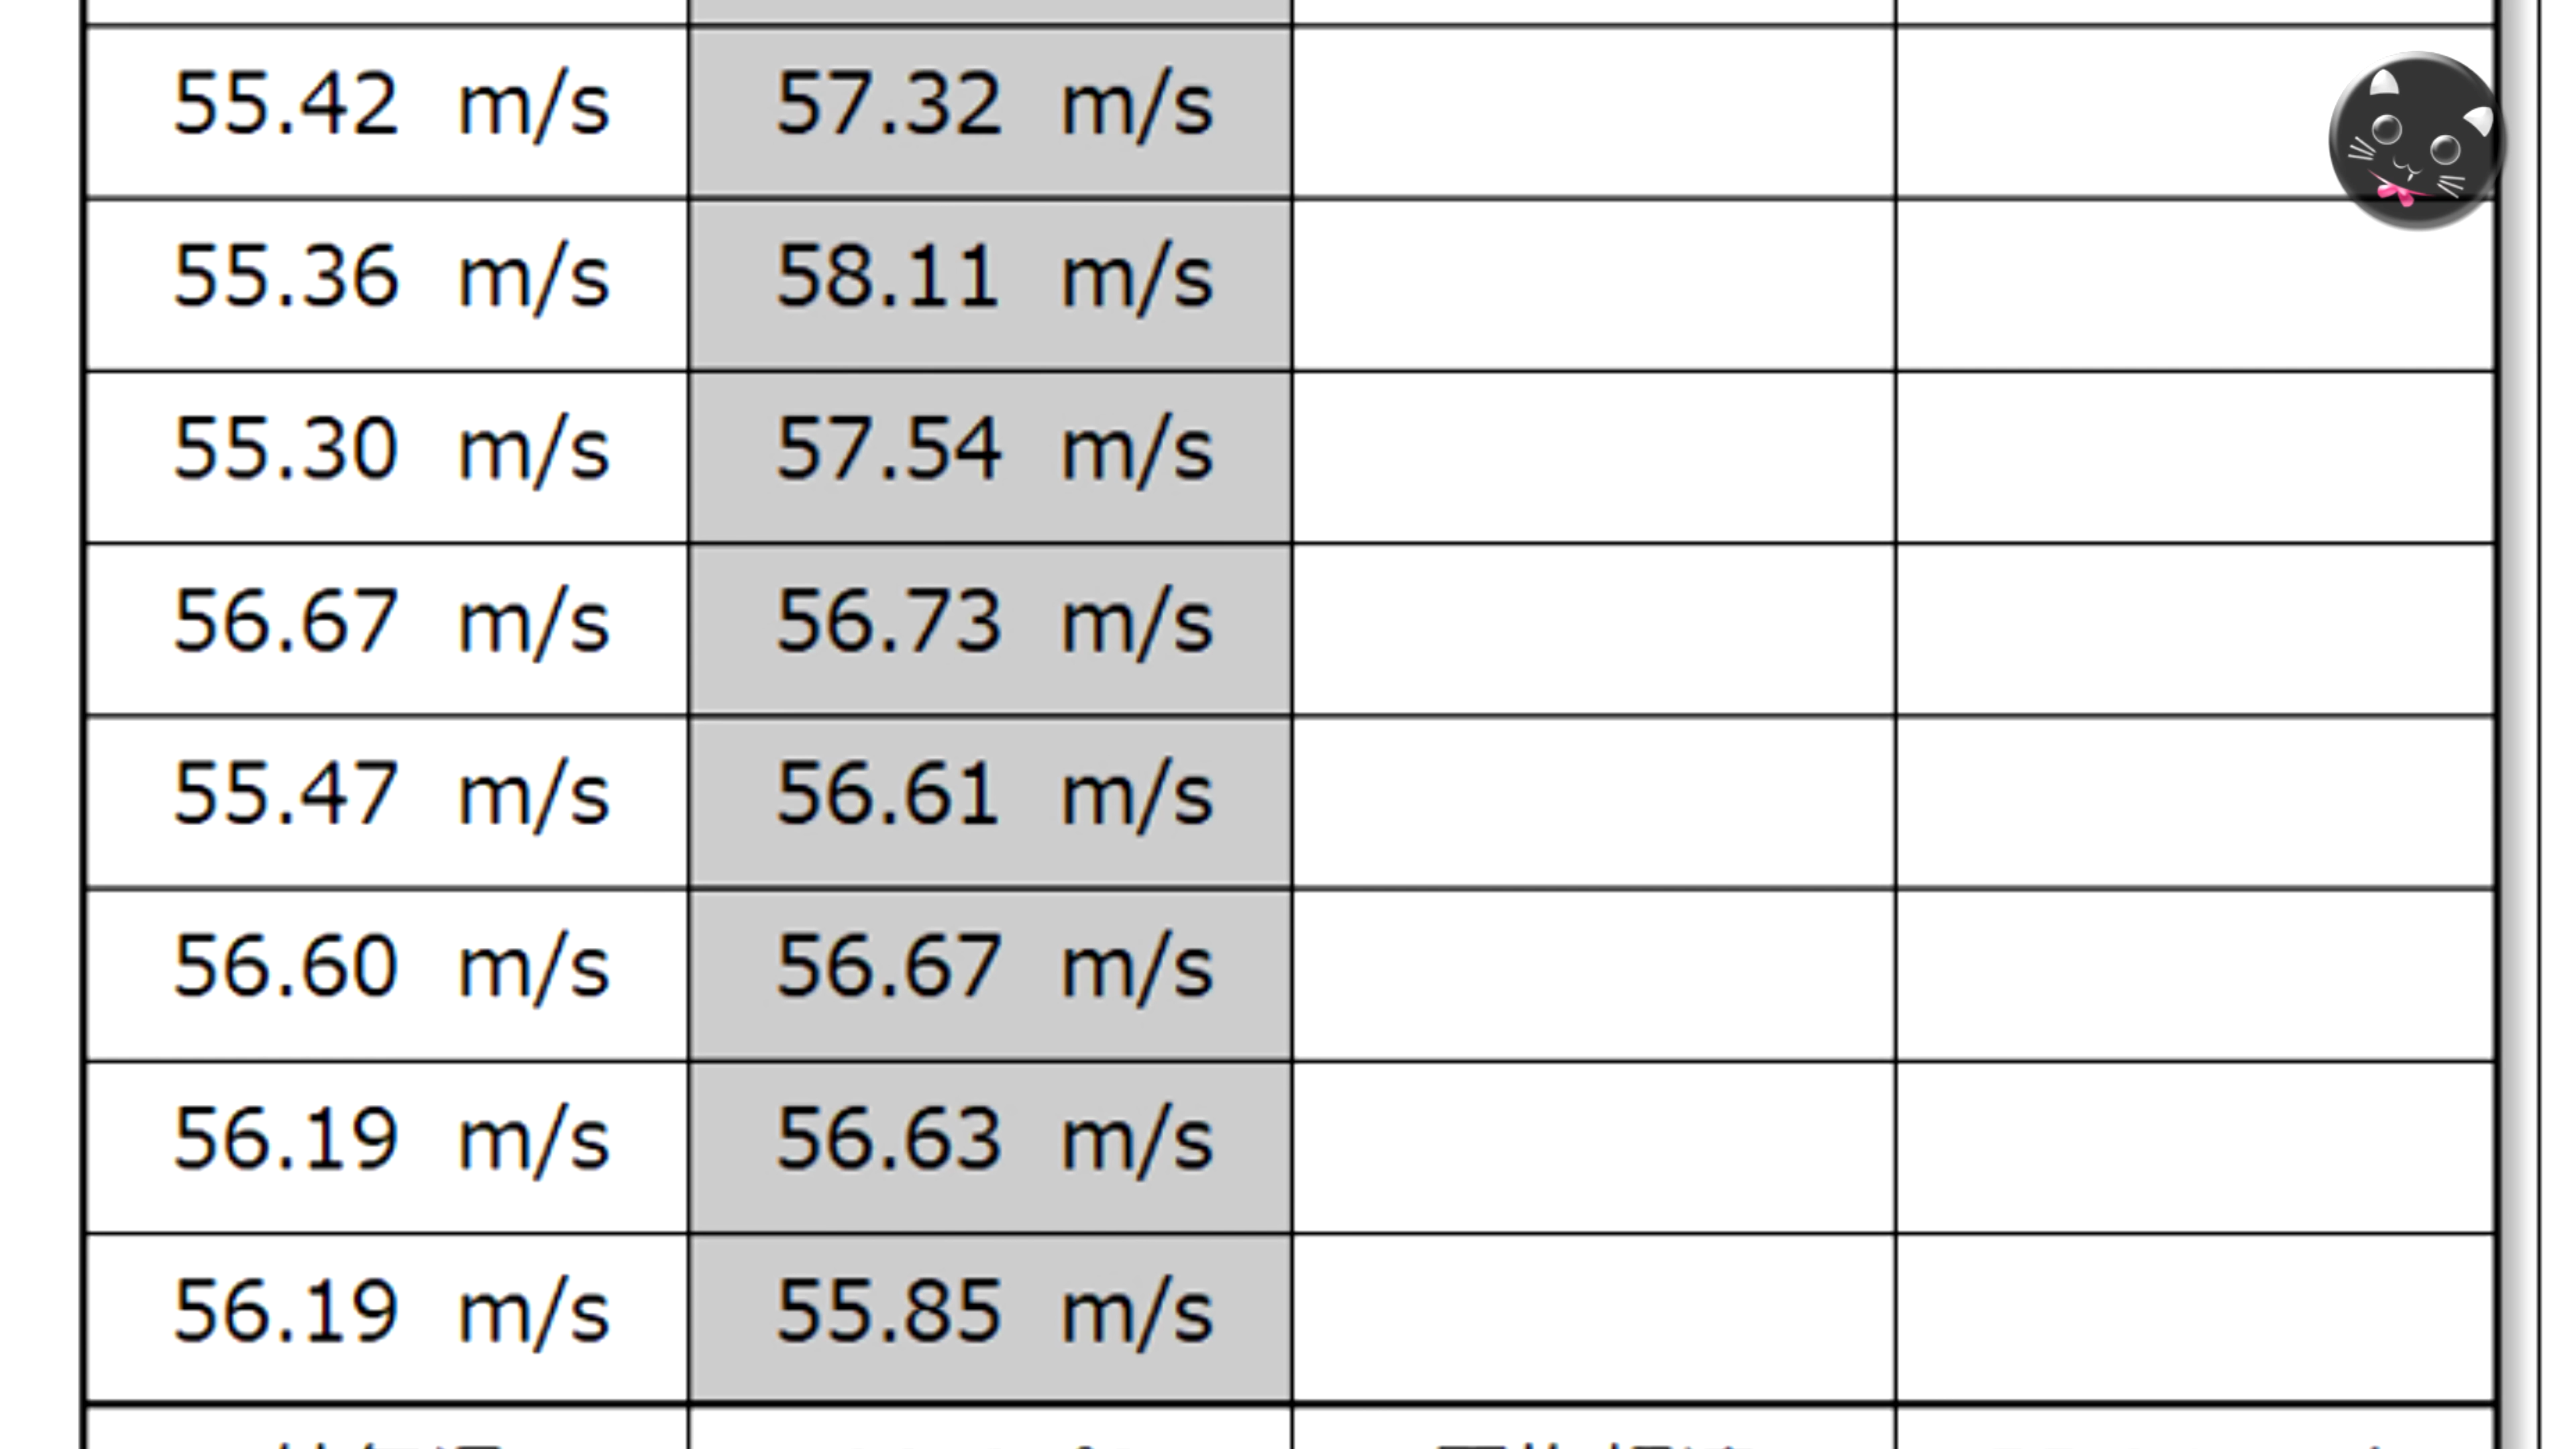 55.42 m/s 57.32 m/s
55.36 m/s 58.11 m/s
55.30 m/s 57.54 m/s
56.67 m/s 56.73 m/s
55.47 m/s 56.61 m/s
56.60 m/s 56.67 m/s
56.19 m/s 56.63 m/s
56.19 m/s 55.85 m/s